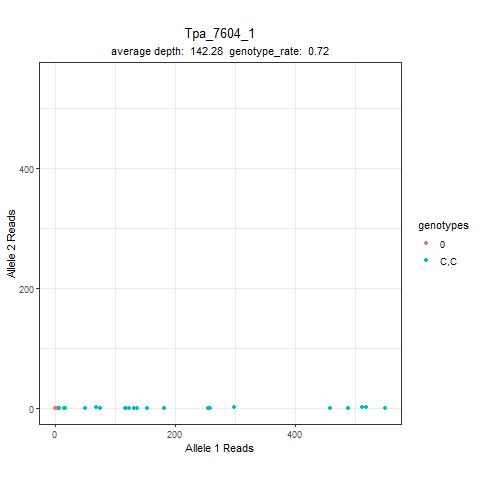 Tpa_7604_1
average depth:  142.28  genotype_rate:  0.72
Allele 2 Reads
400
200
0
0
200
400
Allele 1 Reads
genotypes
0
C,C